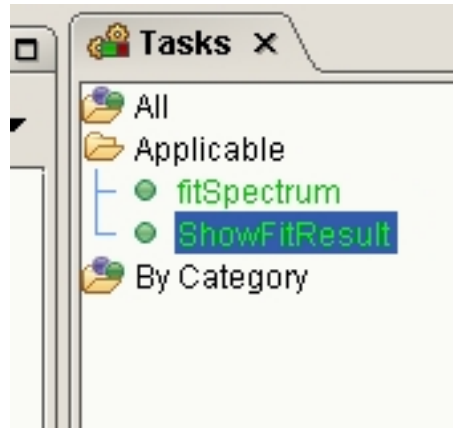 Tasks
All
Applicable
fitSpectrum
ShowFitResult
By Category